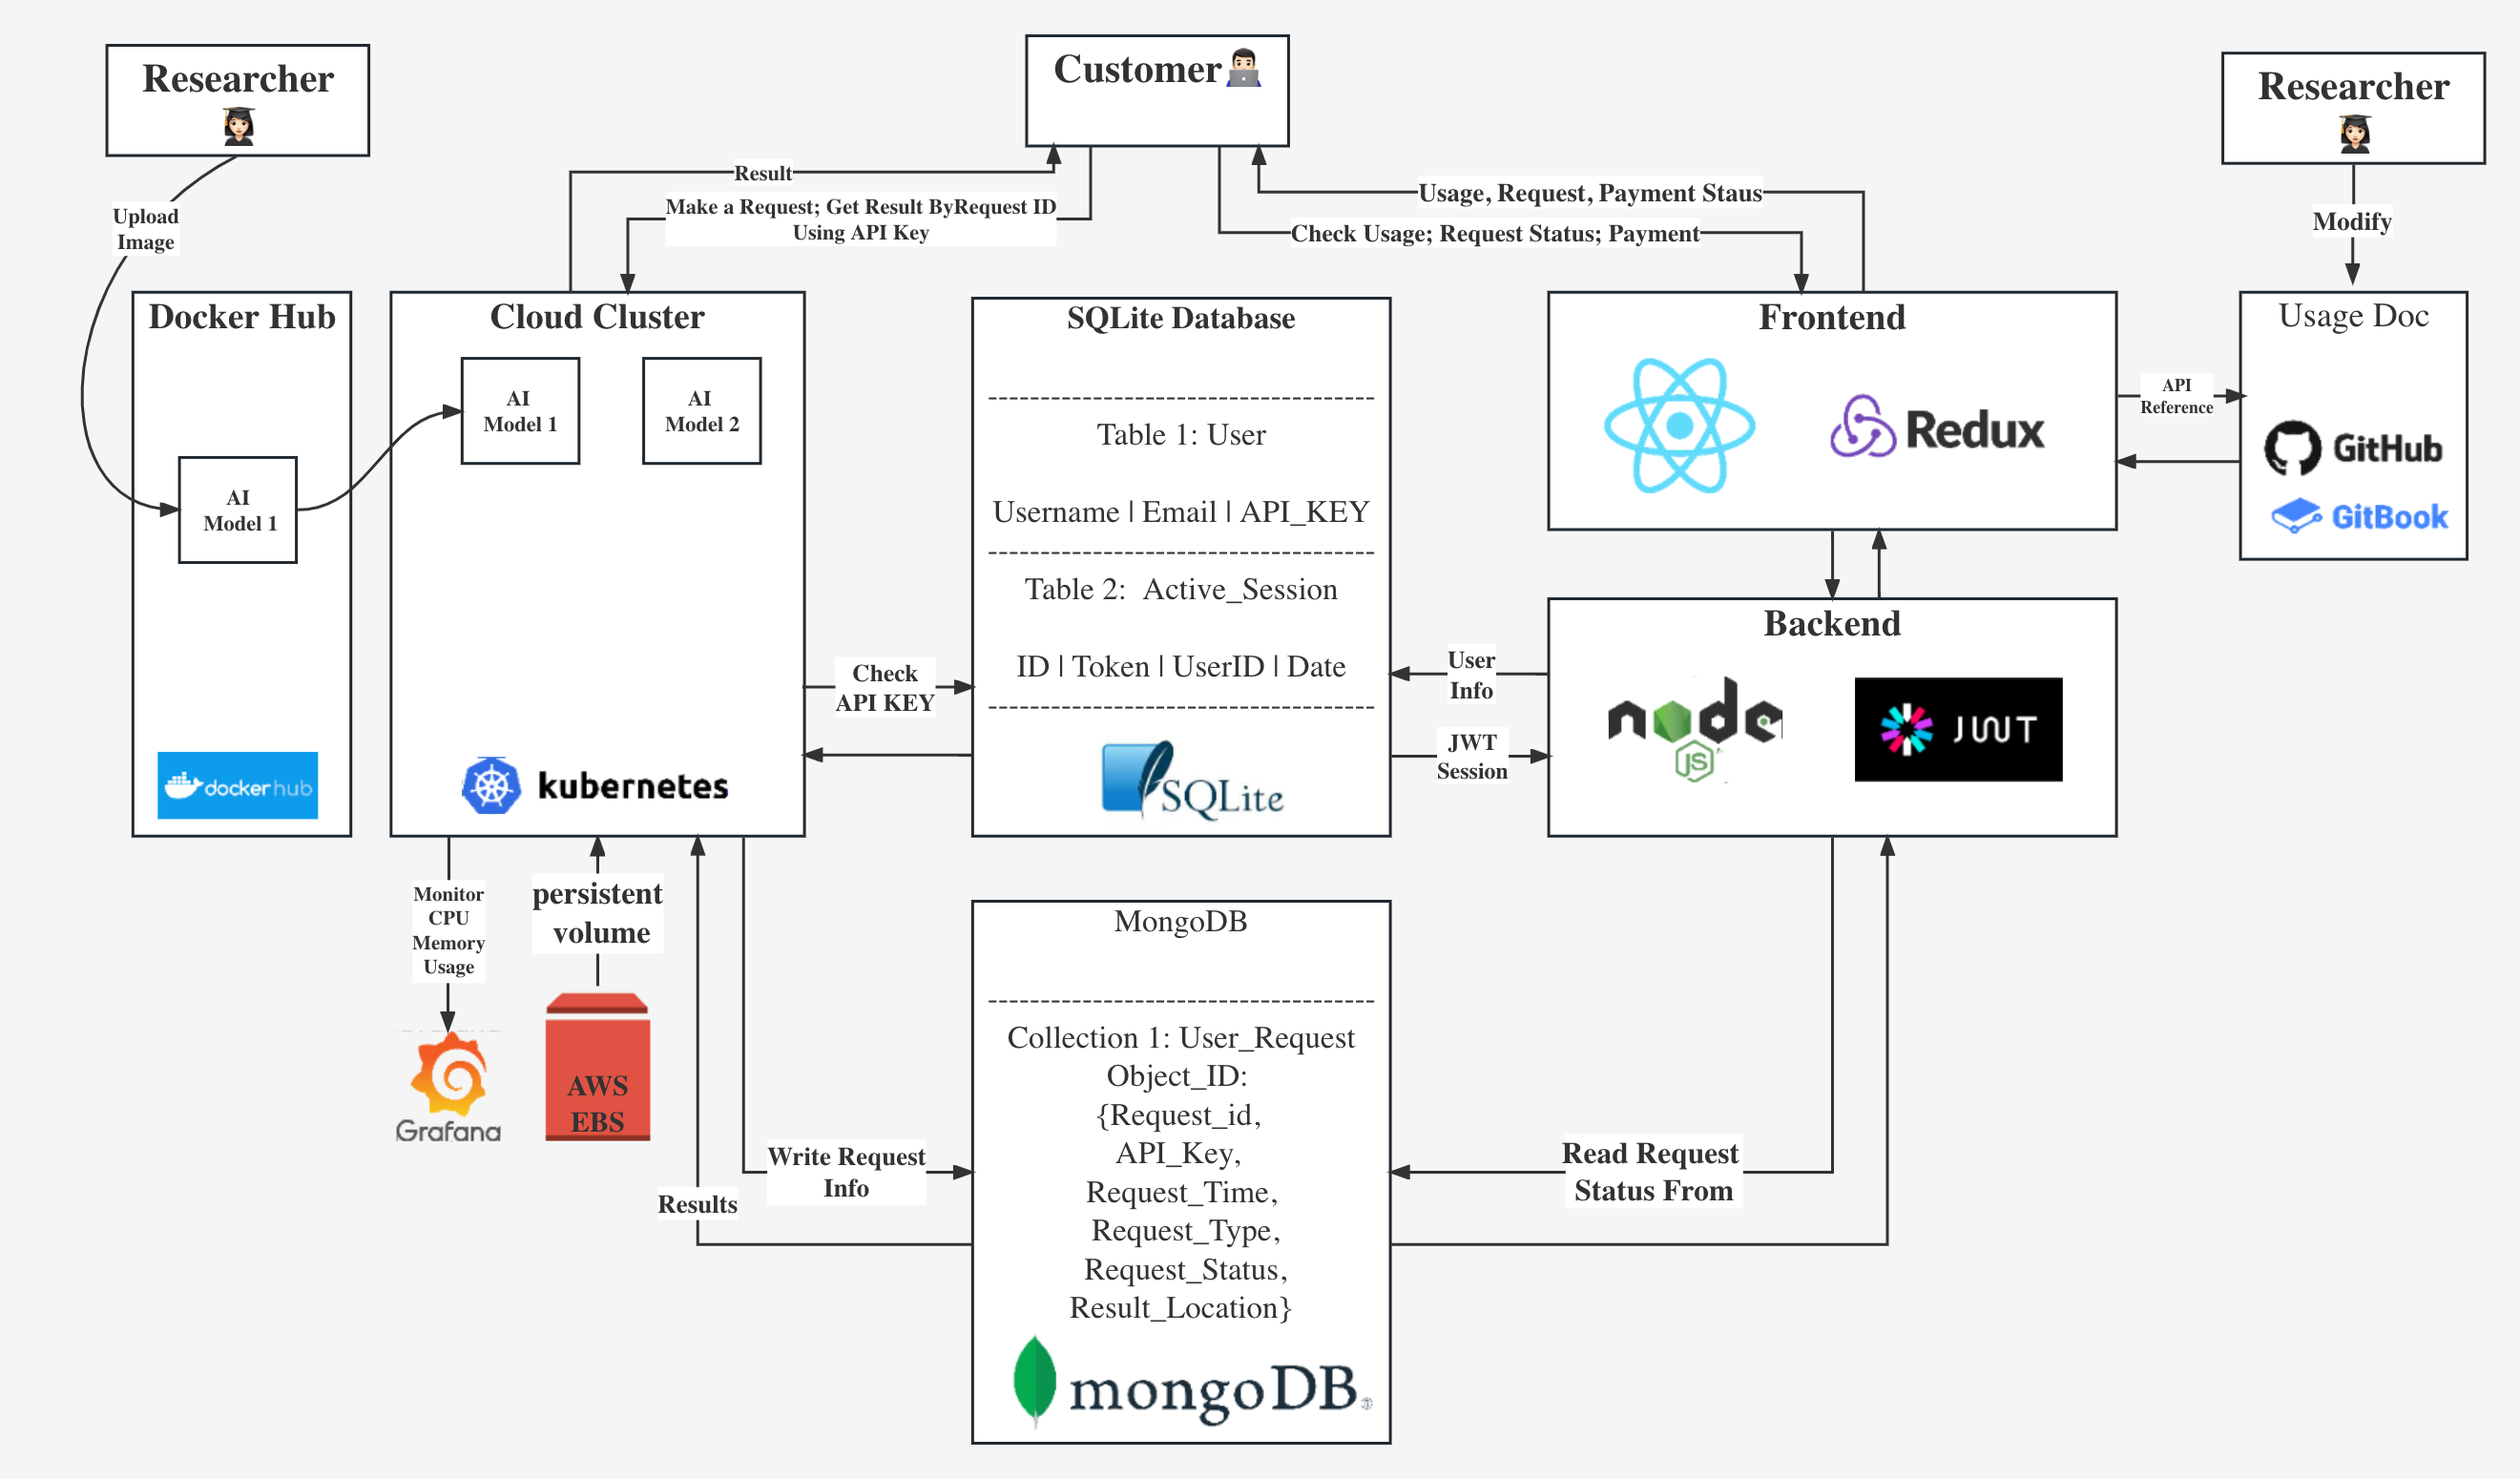 Researcher
Customer
Researcher
Result
Make a Request; Get Result ByRequest ID
Using API Key
Usage, Request, Payment Staus
Check Usage; Request Status; Payment
Upload
Image
Modify
Docker Hub
AI
Model 1
dockerhub
Cloud Cluster
AI
Model 1
AI
Model 2
kubernetes
Check
API KEY
SQLite Database
---------------------------------------
Table 1: User
Username | Email | API_KEY
---------------------------------------
Table 2: Active_Session
ID | Token | UserID | Date
---------------------------------------
SQLite
User
Info
JWT
Session
Frontend
Redux
API
Reference
Usage Doc
GitHub
GitBook
Backend
node
JS
JWT
Monitor
CPU
Memory
Usage
Grafana
persistent
volume
AWS
EBS
Write Request
Info
Results
MongoDB
---------------------------------------
Collection 1: User_Request
Object_ID:
{Request_id,
API_Key,
Request_Time,
Request_Type,
Request_Status,
Result_Location}
mongoDB®
Read Request
Status From